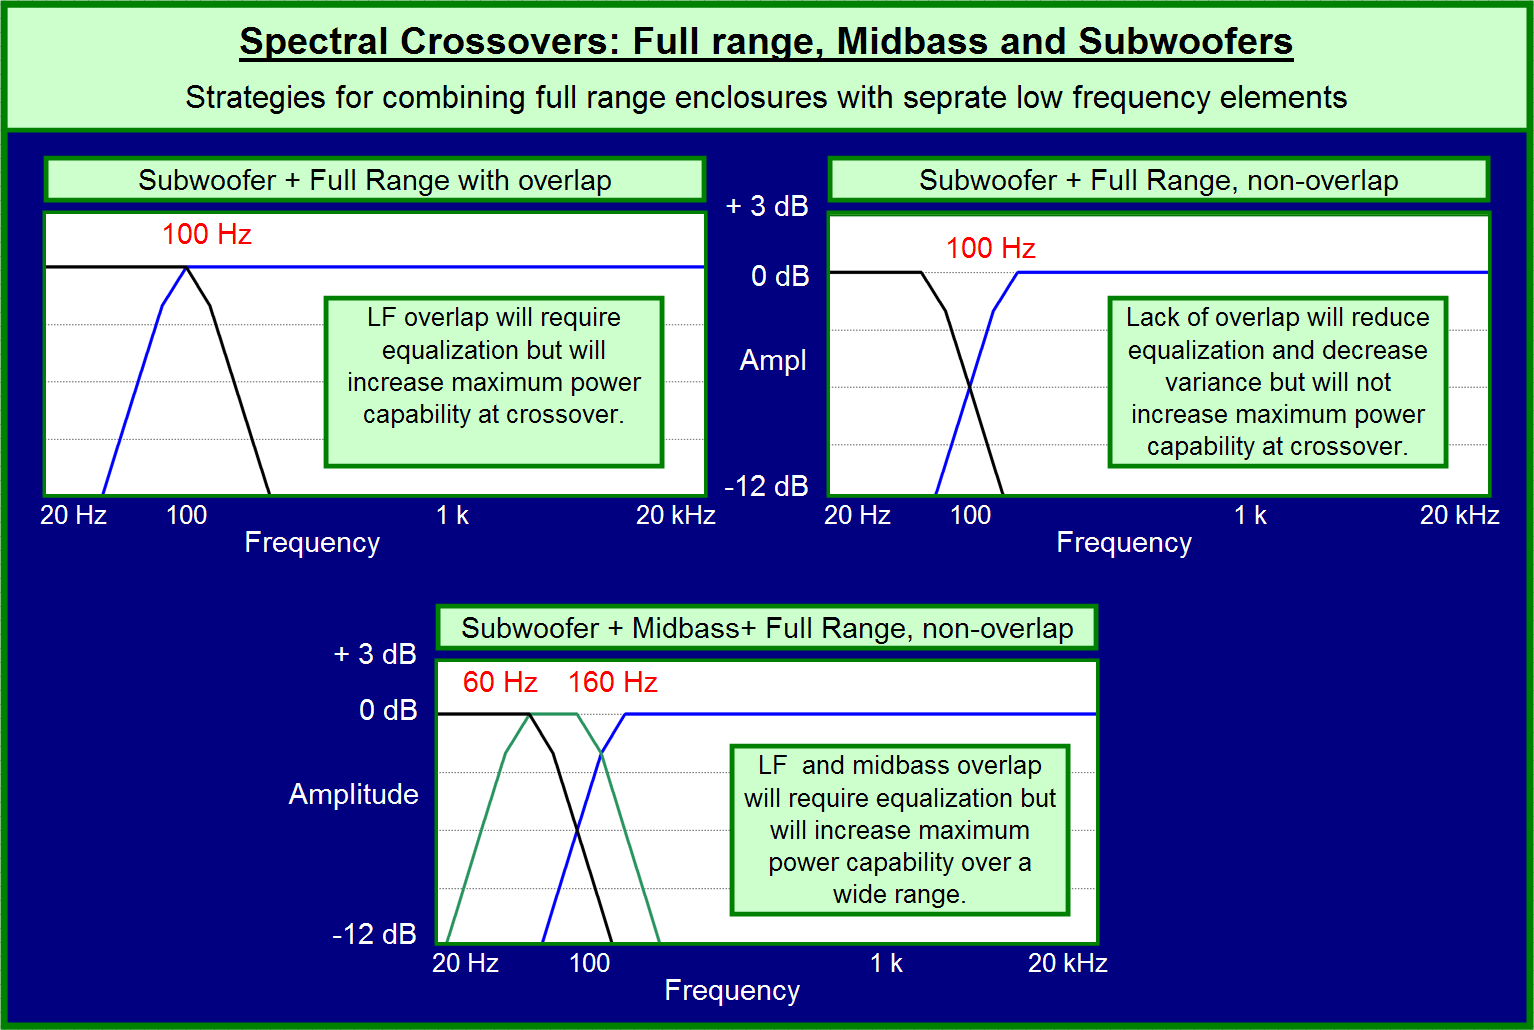 Spectral Crossovers: Full range, Midbass and Subwoofers
Strategies for combining full range enclosures with seprate low frequency elements
Subwoofer + Full Range with overlap
100 Hz
LF overlap will require
equalization but will
increase maximum power
capability at crossover.
20 Hz 100 1 k 20 kHz
Frequency
Subwoofer + Full Range, non-overlap
+ 3 dB
100 Hz
0 dB
Ampl
Lack of overlap will reduce
equalization and decrease
variance but will not
increase maximum power
capability at crossover.
-12 dB
20 Hz 100 1 k 20 kHz
Frequency
Subwoofer + Midbass+ Full Range, non-overlap
+ 3 dB
60 Hz 160 Hz
0 dB
Amplitude
LF  and midbass overlap
will require equalization but
will increase maximum
power capability over a
wide range.
-12 dB
20 Hz 100 1 k 20 kHz
Frequency